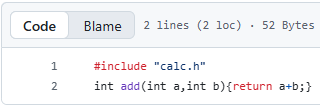 Code Blame 2 lines (2 loc) · 52 Bytes
1 #include "calc.h"
2 int add(int a,int b){return a+b;}